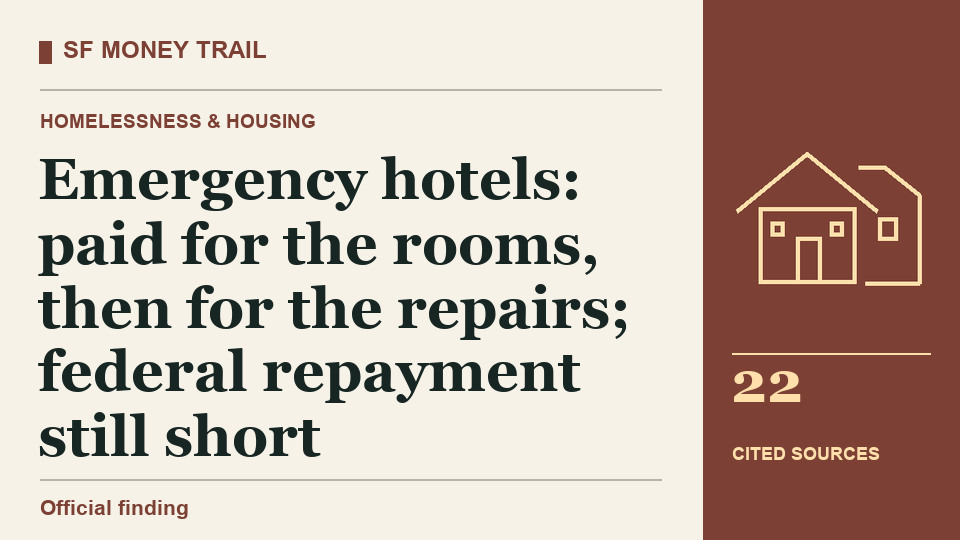 SF MONEY TRAIL
HOMELESSNESS & HOUSING
Emergency hotels:
paid for the rooms,
then for the repairs;
federal repayment
still short
Official finding
22
CITED SOURCES